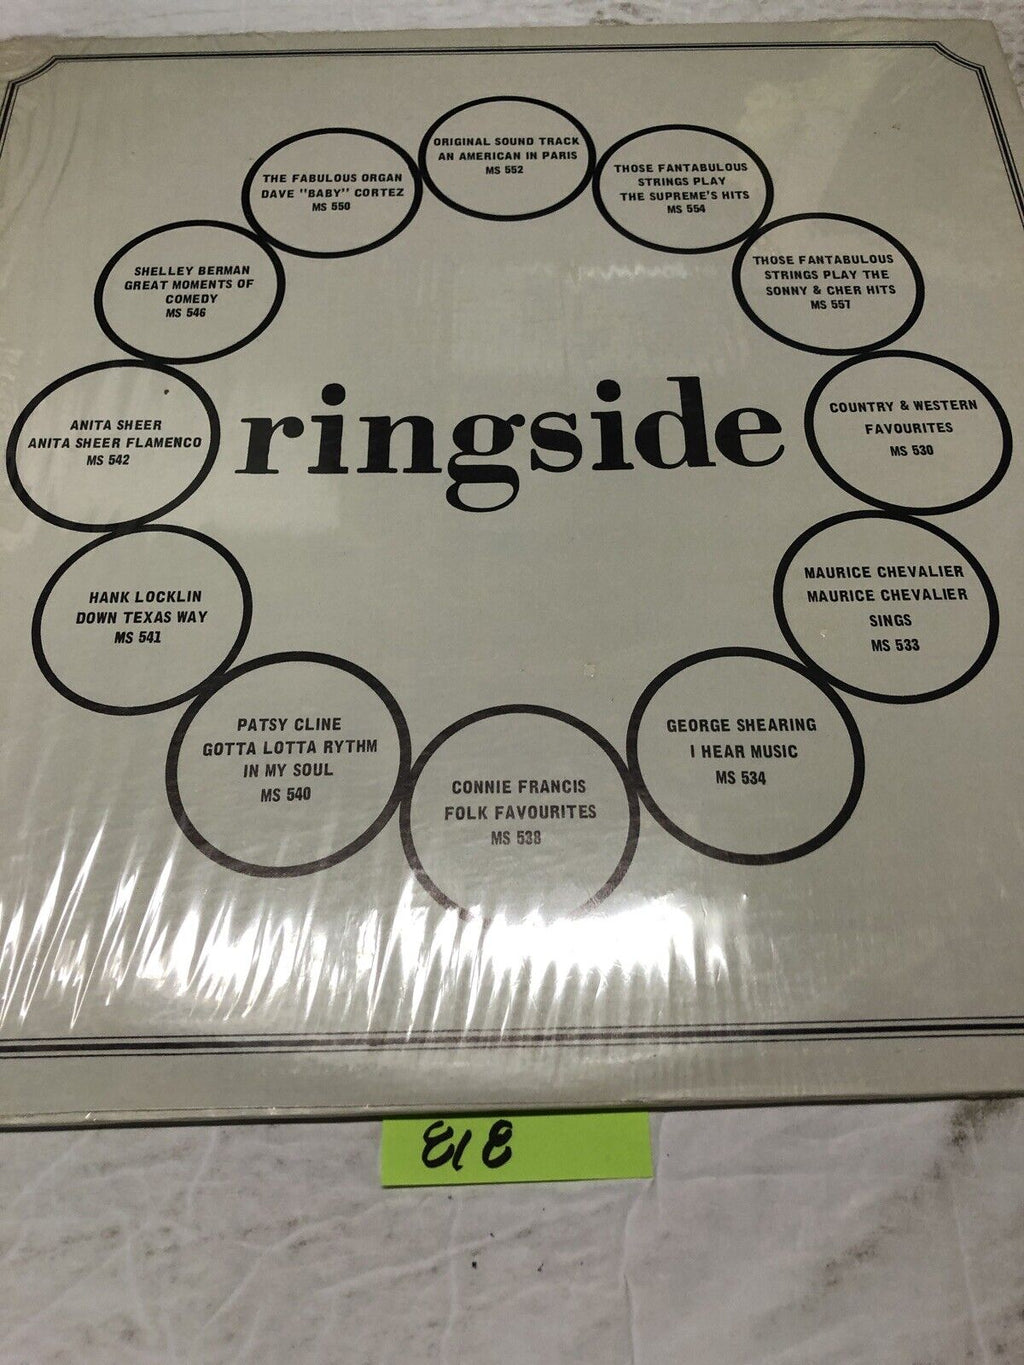 ORIGINAL SOUND TRACK
AN AMERICAN IN PARIS
MS 552
THOSE FANTABULOUS
STRINGS PLAY
THE SUPREME'S HITS
MS 554
THOSE FANTABULOUS
STRINGS PLAY THE
SONNY & CHER HITS
MS 557
COUNTRY & WESTERN
FAVOURITES
MS 530
MAURICE CHEVALIER
MAURICE CHEVALIER
SINGS
MS 533
GEORGE SHEARING
I HEAR MUSIC
MS 534
CONNIE FRANCIS
FOLK FAVOURITES
MS 538
PATSY CLINE
GOTTA LOTTA RYTHM
IN MY SOUL
MS 540
HANK LOCKLIN
DOWN TEXAS WAY
MS 541
ANITA SHEER
ANITA SHEER FLAMENCO
MS 542
SHELLEY BERMAN
GREAT MOMENTS OF
COMEDY
MS 546
THE FABULOUS ORGAN
DAVE "BABY" CORTEZ
MS 550
ringside
818